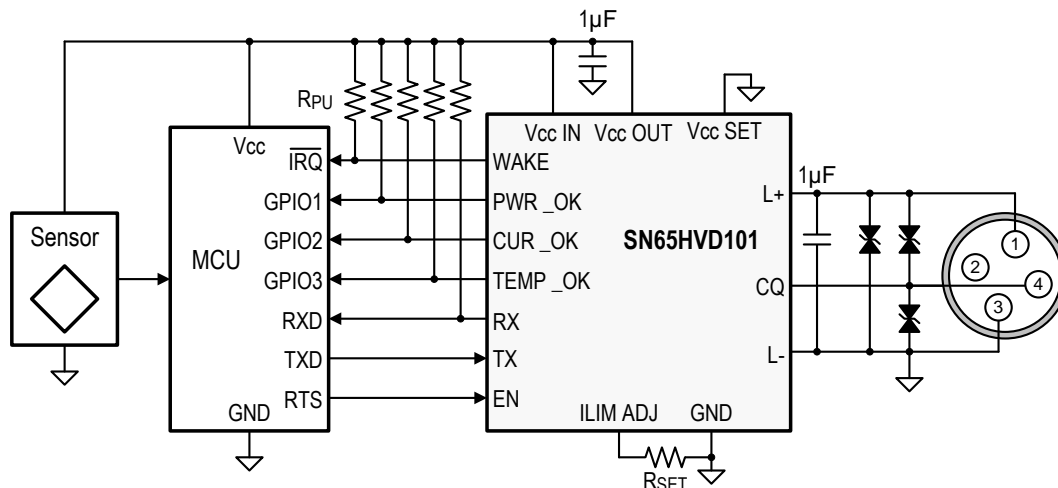 1µF
RPU
Vcc
Vcc IN
Vcc OUT
Vcc SET
IRQ
WAKE
GPIO1
PWR _OK
L+
1µF
Sensor
GPIO2
CUR _OK
SN65HVD101
1
MCU
2
GPIO3
TEMP _OK
CQ
4
3
RXD
RX
TXD
TX
L-
RTS
EN
GND
ILIM ADJ
GND
RSET